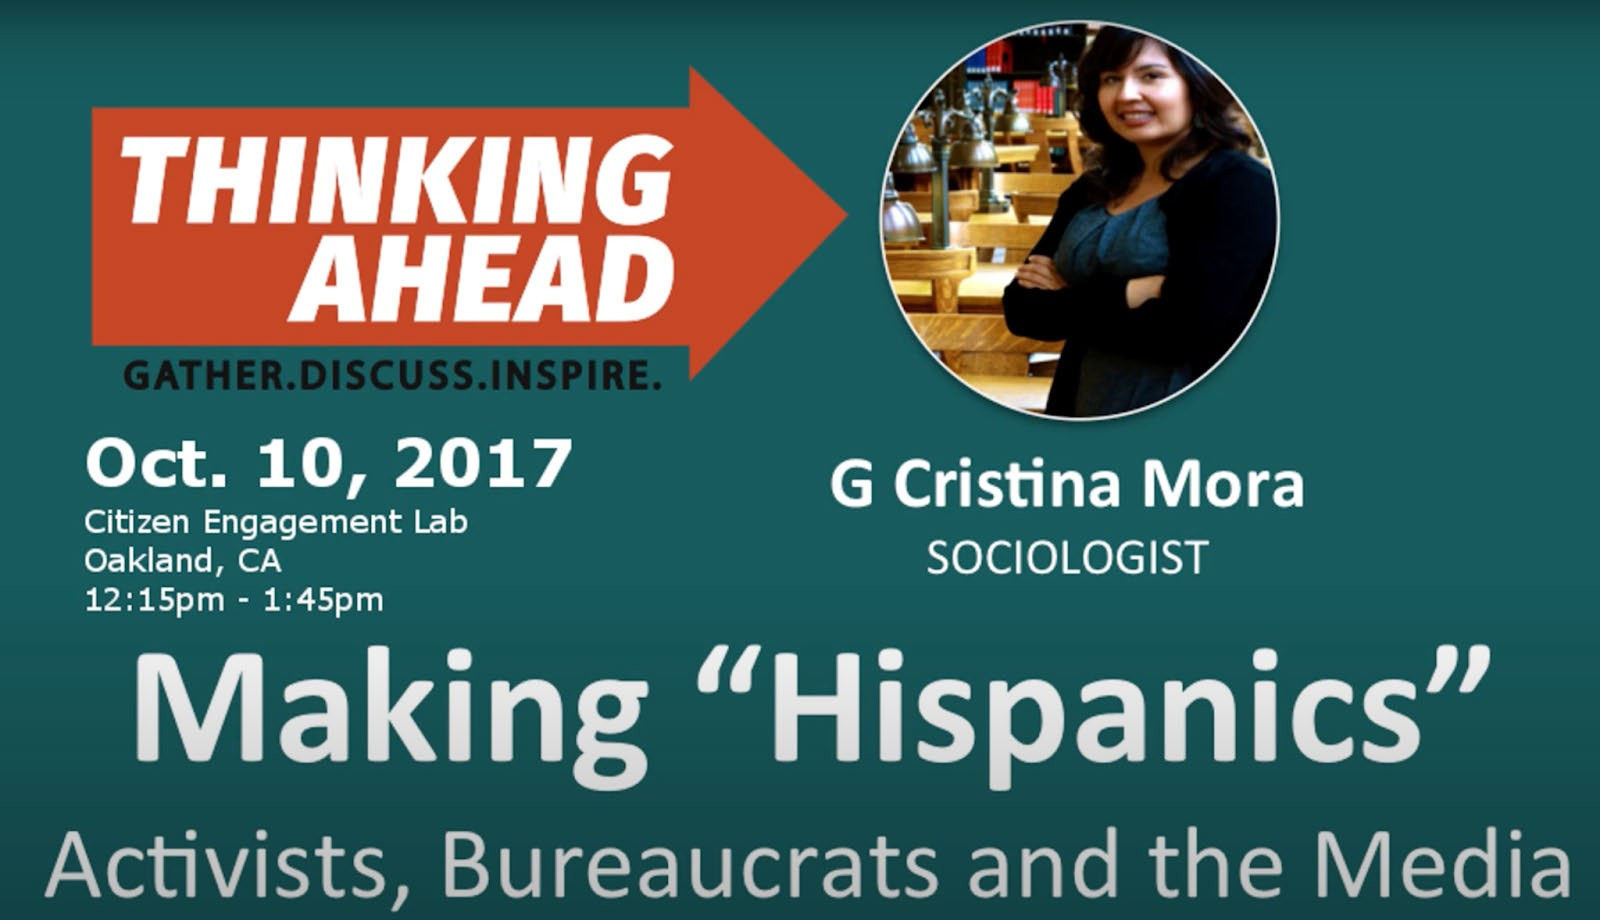 THINKING
AHEAD
GATHER.DISCUSS.INSPIRE.
Oct. 10, 2017
Citizen Engagement Lab
Oakland, CA
12:15pm - 1:45pm
G Cristina Mora
SOCIOLOGIST
Making “Hispanics”
Activists, Bureaucrats and the Media